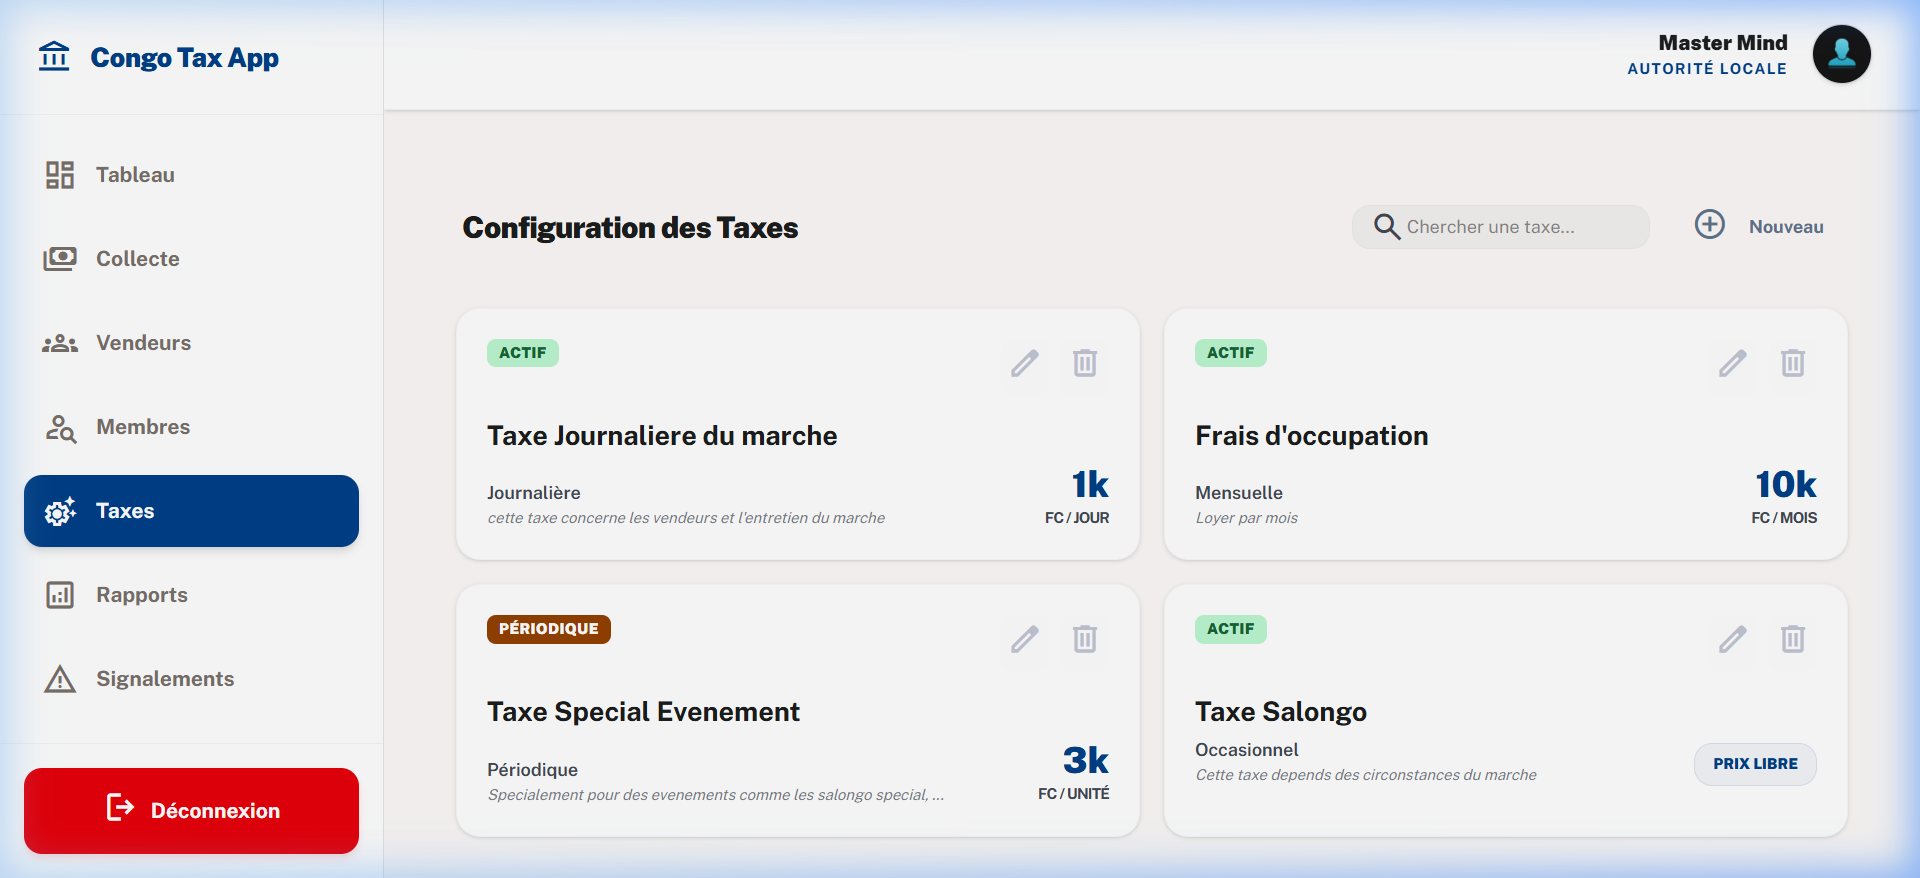 Congo Tax App
Master Mind
AUTORITÉ LOCALE
Tableau
Collecte
Vendeurs
Membres
Taxes
Rapports
Signalements
Déconnexion
Configuration des Taxes
Chercher une taxe...
Nouveau
ACTIF
Taxe Journaliere du marche
Journalière
cette taxe concerne les vendeurs et l'entretien du marche
1k
FC / JOUR
ACTIF
Frais d'occupation
Mensuelle
Loyer par mois
10k
FC / MOIS
PÉRIODIQUE
Taxe Special Evenement
Périodique
Specialement pour des evenements comme les salongo special, ...
3k
FC / UNITÉ
ACTIF
Taxe Salongo
Occasionnel
Cette taxe depends des circonstances du marche
PRIX LIBRE